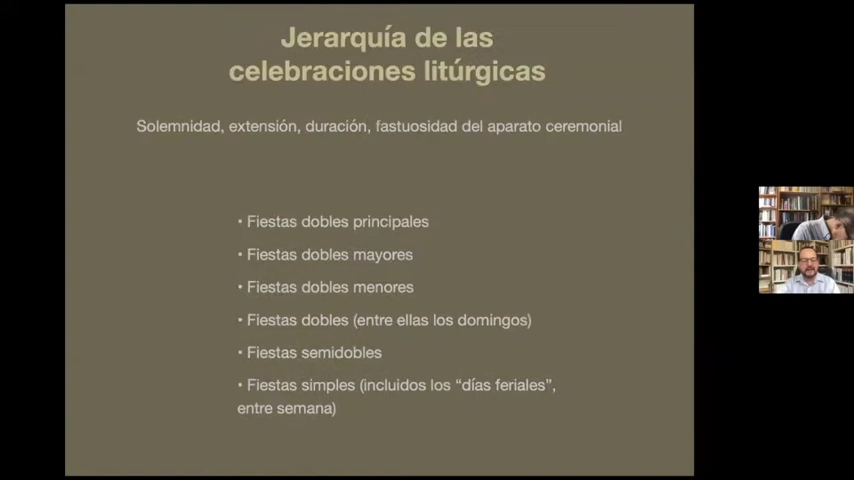 Jerarquía de las
celebraciones litúrgicas
Solemnidad, extensión, duración, fastuosidad del aparato ceremonial
• Fiestas dobles principales
• Fiestas dobles mayores
• Fiestas dobles menores
• Fiestas dobles (entre ellas los domingos)
• Fiestas semidobles
• Fiestas simples (incluidos los “días feriales”,
entre semana)